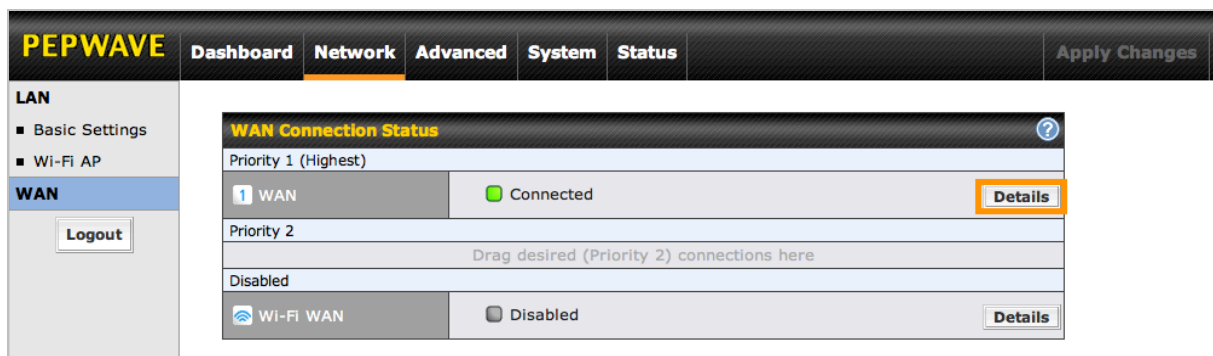 PEPWAVE Dashboard Network Advanced System Status Apply Changes
LAN
Basic Settings
Wi-Fi AP
WAN
Logout
WAN Connection Status ?
Priority 1 (Highest)
1 WAN Connected Details
Priority 2
Drag desired (Priority 2) connections here
Disabled
Wi-Fi WAN Disabled Details